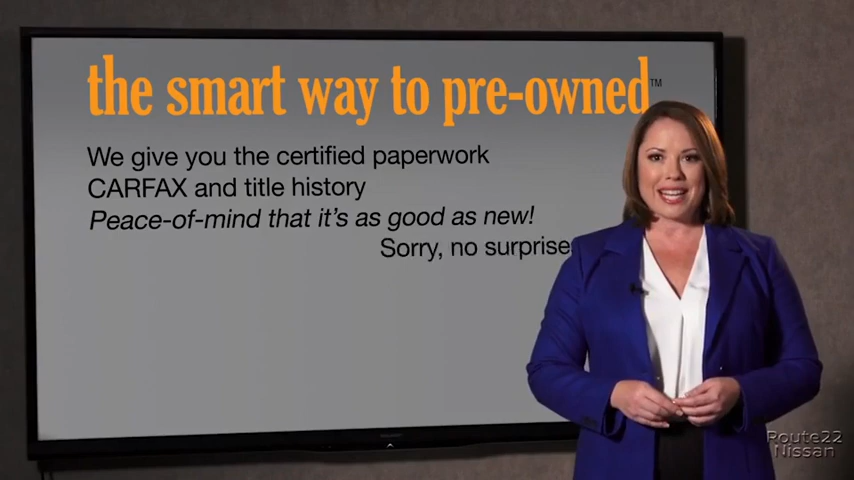 the smart way to pre-owned™
We give you the certified paperwork
CARFAX and title history
Peace-of-mind that it's as good as new!
Sorry, no surprise
Route22
Nissan